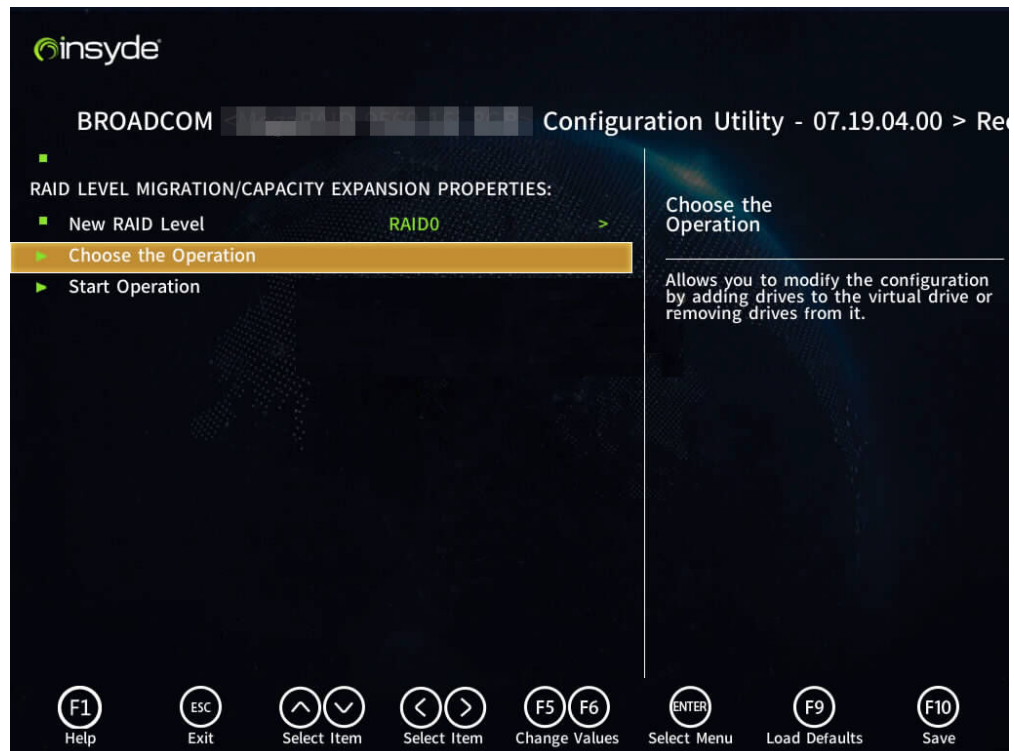 insyde
BROADCOM Configuration Utility - 07.19.04.00 > Rec
RAID LEVEL MIGRATION/CAPACITY EXPANSION PROPERTIES:
New RAID Level RAID0 >
Choose the Operation
Start Operation
Choose the
Operation
Allows you to modify the configuration
by adding drives to the virtual drive or
removing drives from it.
F1 ESC F5 F6 ENTER F9 F10
Help Exit Select Item Select Item Change Values Select Menu Load Defaults Save